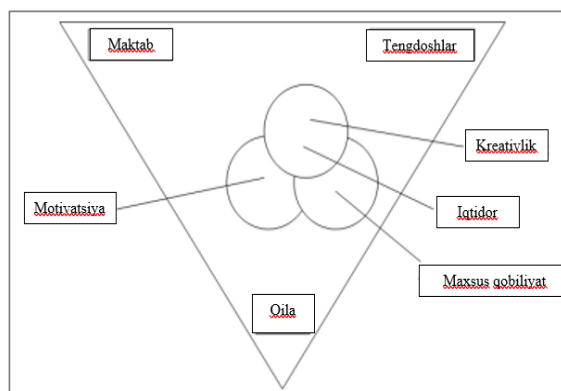 Maktab
Tengdoshlar
Kreativlik
Motivatsiya
Iqtidor
Maxsus qobiliyat
Oila